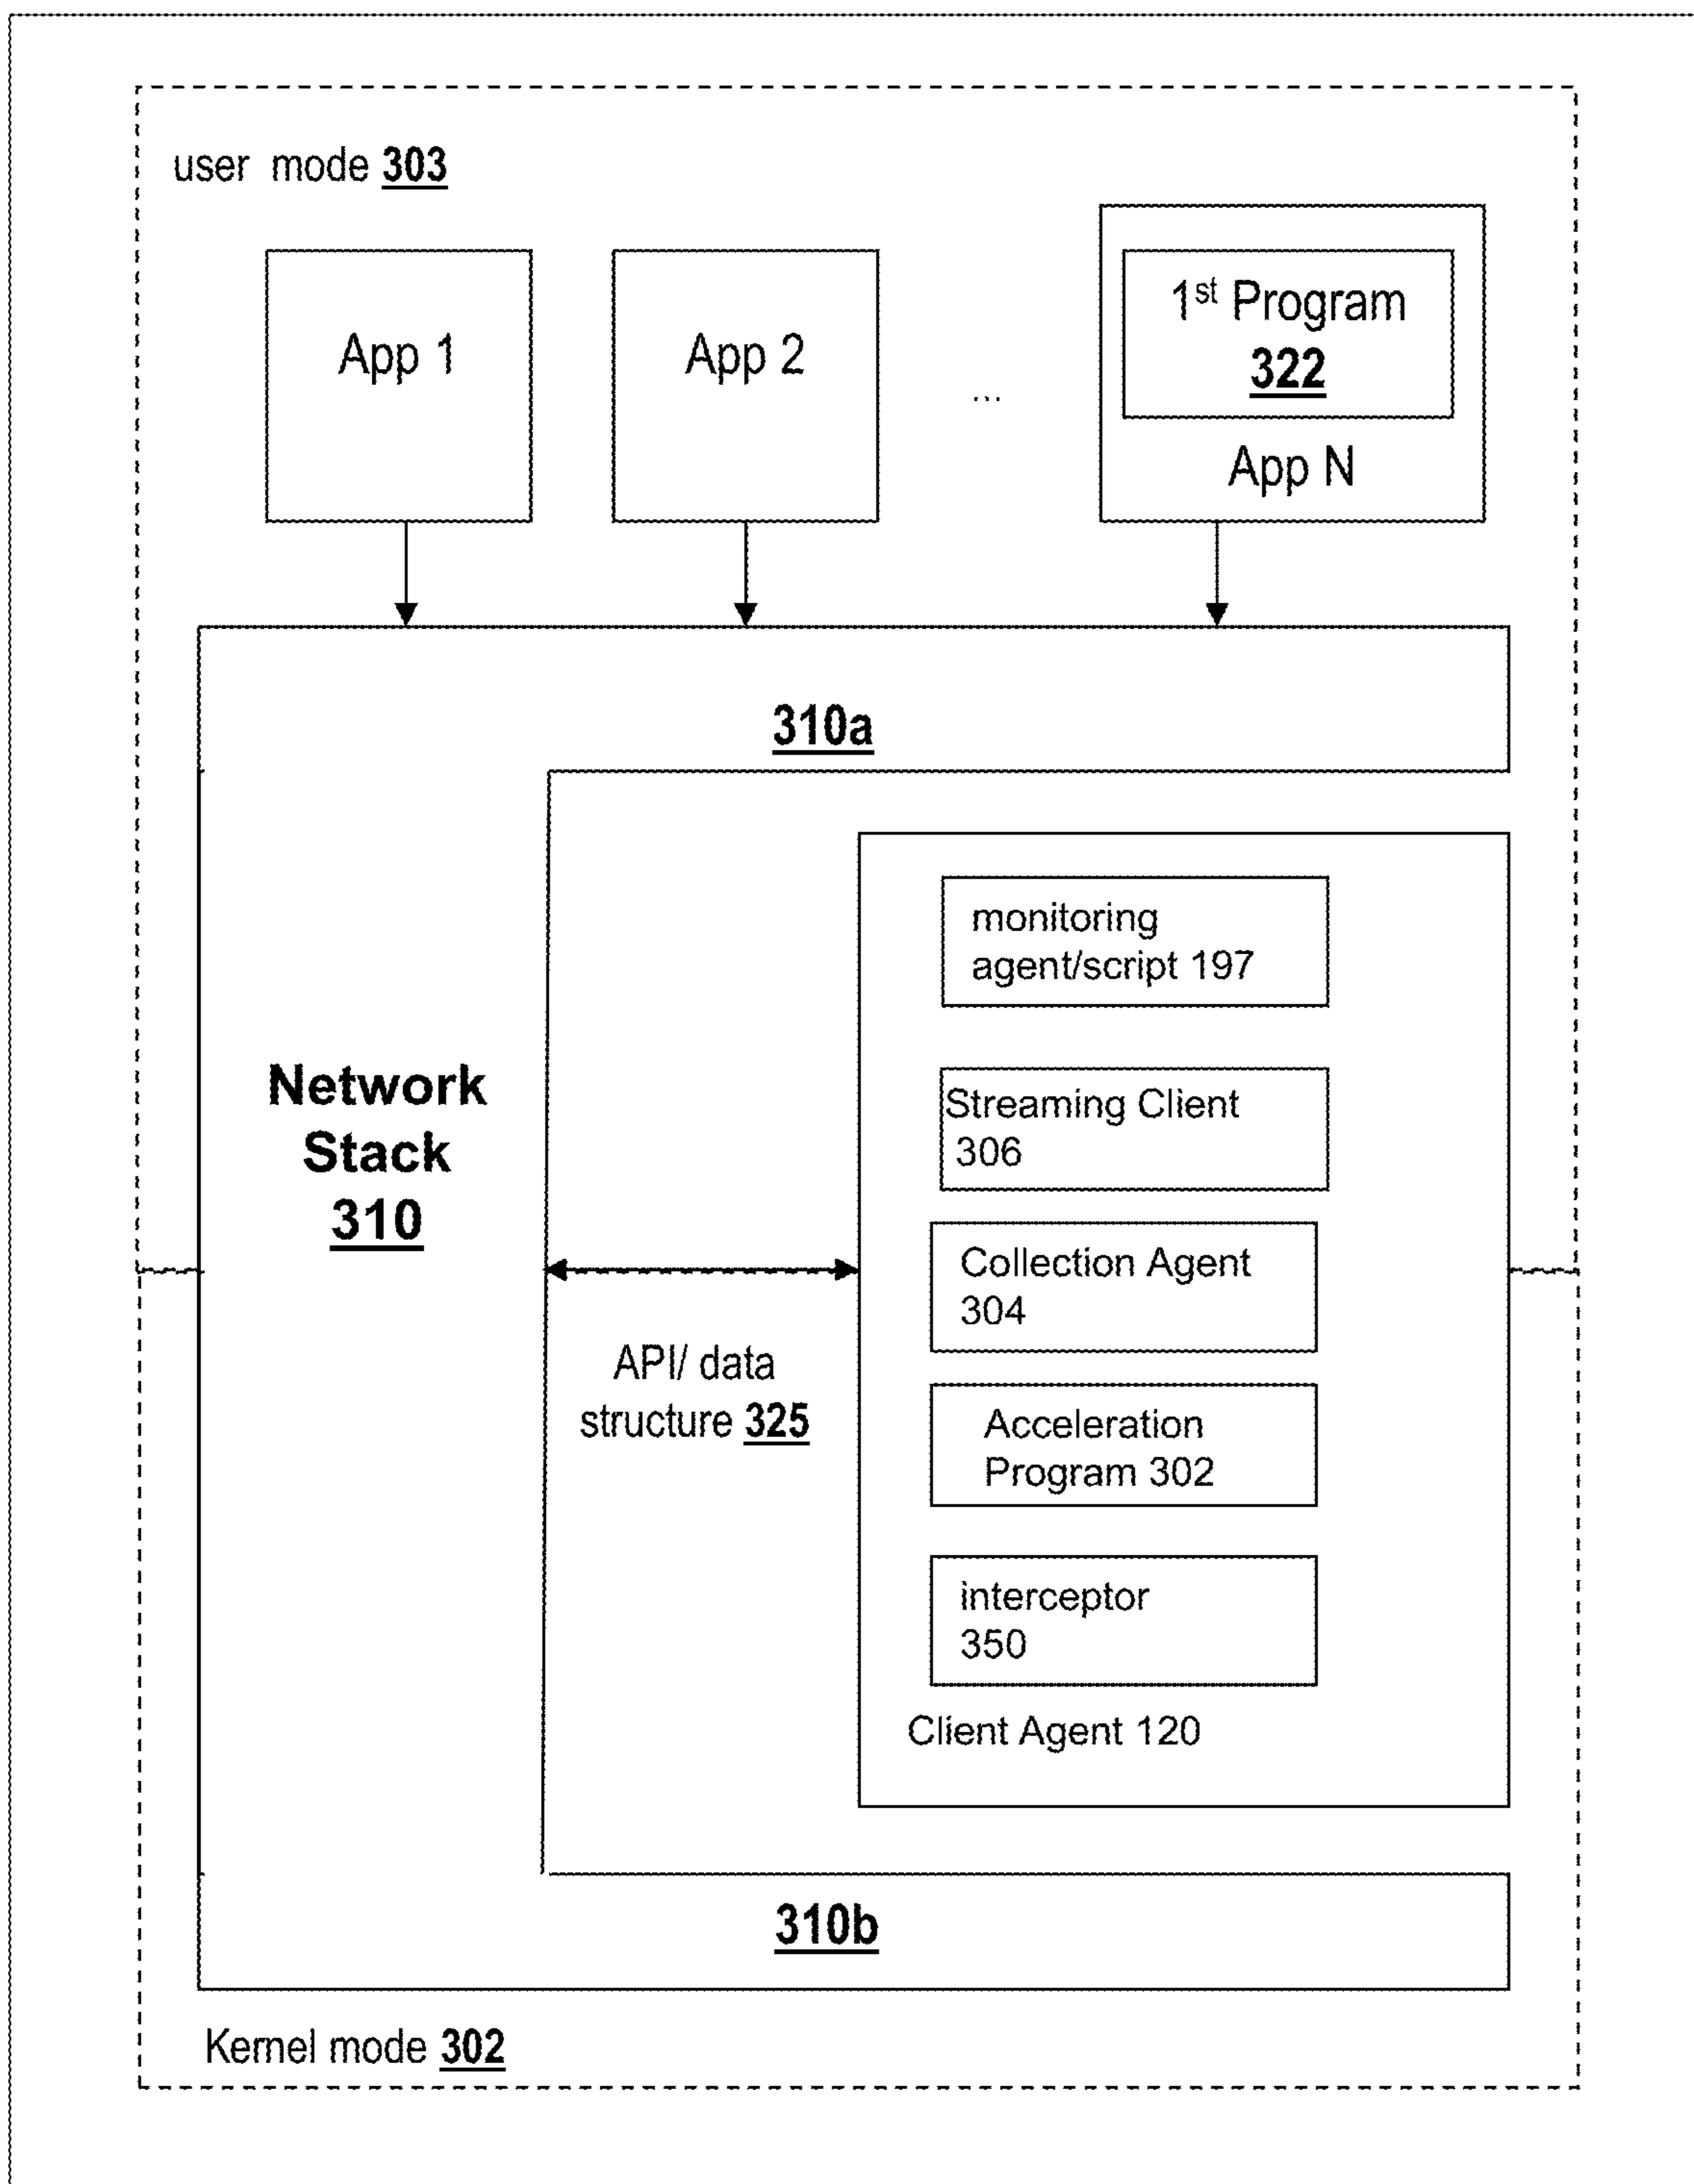 user mode 303
App 1
App 2
...
1st Program
322
App N
310a
Network
Stack
310
API/ data
structure 325
monitoring
agent/script 197
Streaming Client
306
Collection Agent
304
Acceleration
Program 302
interceptor
350
Client Agent 120
310b
Kernel mode 302